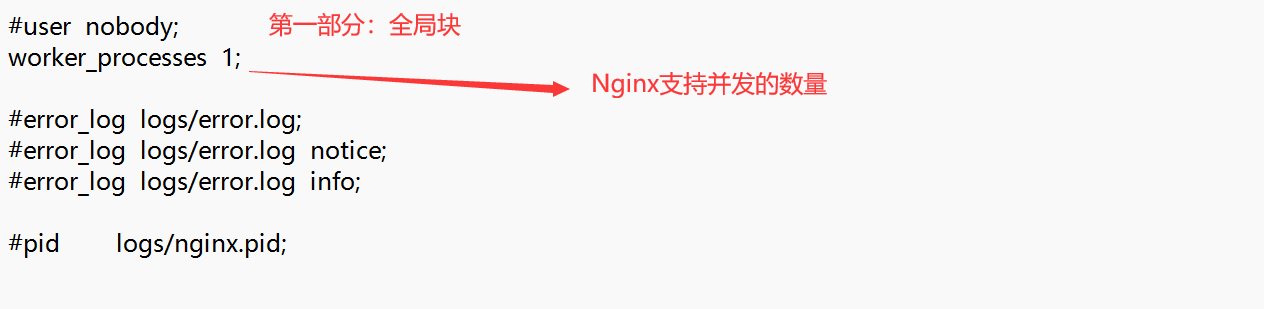 #user  nobody;
第一部分：全局块
worker_processes  1;
Nginx支持并发的数量
#error_log  logs/error.log;
#error_log  logs/error.log  notice;
#error_log  logs/error.log  info;
#pid        logs/nginx.pid;